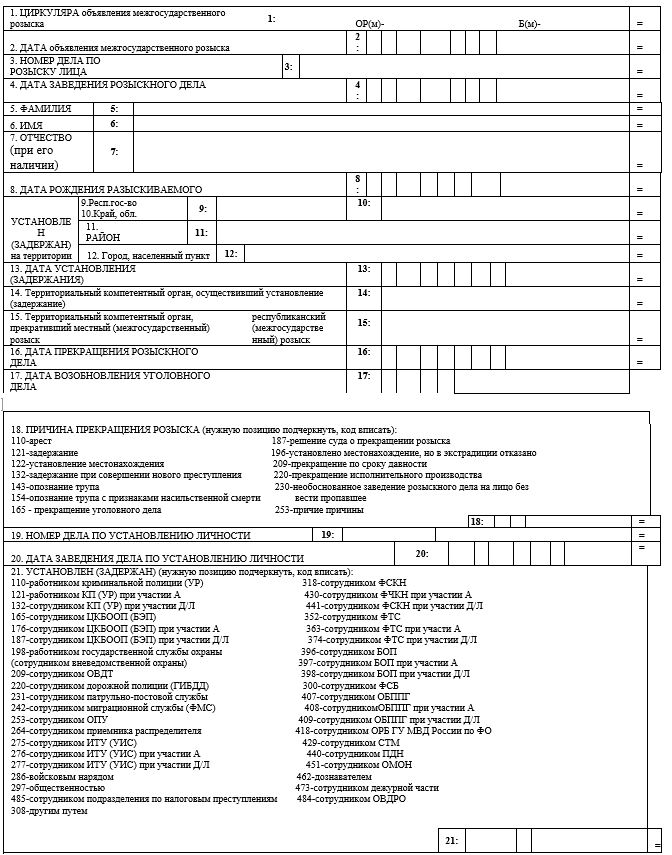 1. ЦИРКУЛЯРА объявления межгосударственного розыска 1: ОР(м)- Б(м)- =
2. ДАТА объявления межгосударственного розыска 2: =
3. НОМЕР ДЕЛА ПО
РОЗЫСКУ ЛИЦА 3: =
4. ДАТА ЗАВЕДЕНИЯ РОЗЫСКНОГО ДЕЛА 4: =
5. ФАМИЛИЯ 5: =
6. ИМЯ 6: =
7. ОТЧЕСТВО
(при его
наличии) 7: =
8. ДАТА РОЖДЕНИЯ РАЗЫСКИВАЕМОГО 8: =
УСТАНОВЛЕ
Н
(ЗАДЕРЖАН)
на территории
9.Респ.гос-во 9: 10: =
10.Край, обл.
11.
РАЙОН 11: =
12. Город, населенный пункт 12: =
13. ДАТА УСТАНОВЛЕНИЯ
(ЗАДЕРЖАНИЯ) 13: =
14. Территориальный компетентный орган, осуществивший установление
(задержание) 14: =
15. Территориальный компетентный орган, республиканский
прекративший местный (межгосударственный) (межгосударстве
розыск нный) розыск 15: =
16. ДАТА ПРЕКРАЩЕНИЯ РОЗЫСКНОГО
ДЕЛА 16: =
17. ДАТА ВОЗОБНОВЛЕНИЯ УГОЛОВНОГО
ДЕЛА 17:
18. ПРИЧИНА ПРЕКРАЩЕНИЯ РОЗЫСКА (нужную позицию подчеркнуть, код вписать):
110-арест 187-решение суда о прекращении розыска
121-задержание 196-установлено местонахождение, но в экстрадиции отказано
122-установление местонахождения 209-прекращение по сроку давности
132-задержание при совершении нового преступления 220-прекращение исполнительного производства
143-опознание трупа 230-необоснованное заведение розыскного дела на лицо без
154-опознание трупа с признаками насильственной смерти вести пропавшее
165 - прекращение уголовного дела 253-причие причины
18: =
19. НОМЕР ДЕЛА ПО УСТАНОВЛЕНИЮ ЛИЧНОСТИ 19: =
20. ДАТА ЗАВЕДЕНИЯ ДЕЛА ПО УСТАНОВЛЕНИЮ ЛИЧНОСТИ 20: =
21. УСТАНОВЛЕН (ЗАДЕРЖАН) (нужную позицию подчеркнуть, код вписать):
110-работником криминальной полиции (УР) 318-сотрудником ФСКН
121-работником КП (УР) при участии А 430-сотрудником ФЧКН при участии А
132-сотрудником КП (УР) при участии Д/Л 441-сотрудником ФСКН при участии Д/Л
165-сотрудником ЦКБООП (БЭП) 352-сотрудником ФТС
176-сотрудником ЦКБООП (БЭП) при участии А 363-сотрудником ФТС при участи А
187-сотрудником ЦКБООП (БЭП) при участии Д/Л 374-сотрудником ФТС при участии Д/Л
198-работником государственной службы охраны 396-сотрудником БОП
(сотрудником вневедомственной охраны) 397-сотрудником БОП при участии А
209-сотрудником ОВДТ 398-сотрудником БОП при участии Д/Л
220-сотрудником дорожной полиции (ГИБДД) 300-сотрудником ФСБ
231-сотрудником патрульно-постовой службы 407-сотрудником ОБППГ
242-сотрудником миграционной службы (ФМС) 408-сотрудникомОБППГ при участии А
253-сотрудником ОПУ 409-сотрудником ОБППГ при участии Д/Л
264-сотрудником приемника распределителя 418-сотрудником ОРБ ГУ МВД России по ФО
275-сотрудником ИТУ (УИС) 429-сотрудником СТМ
276-сотрудником ИТУ (УИС) при участии А 440-сотрудником ПДН
277-сотрудником ИТУ (УИС) при участии Д/Л 451-сотрудником ОМОН
286-войсковым нарядом 462-дознавателем
297-общественностью 473-сотрудником дежурной части
485-сотрудником подразделения по налоговым преступлениям 484-сотрудником ОВДРО
308-другим путем
21: =